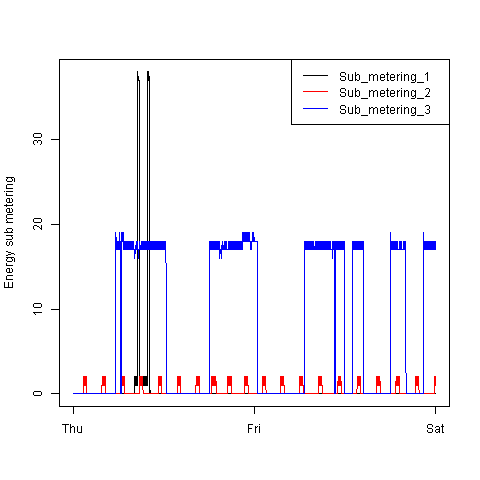 Sub_metering_1
Sub_metering_2
Sub_metering_3
Energy sub metering
30
20
10
0
Thu
Fri
Sat